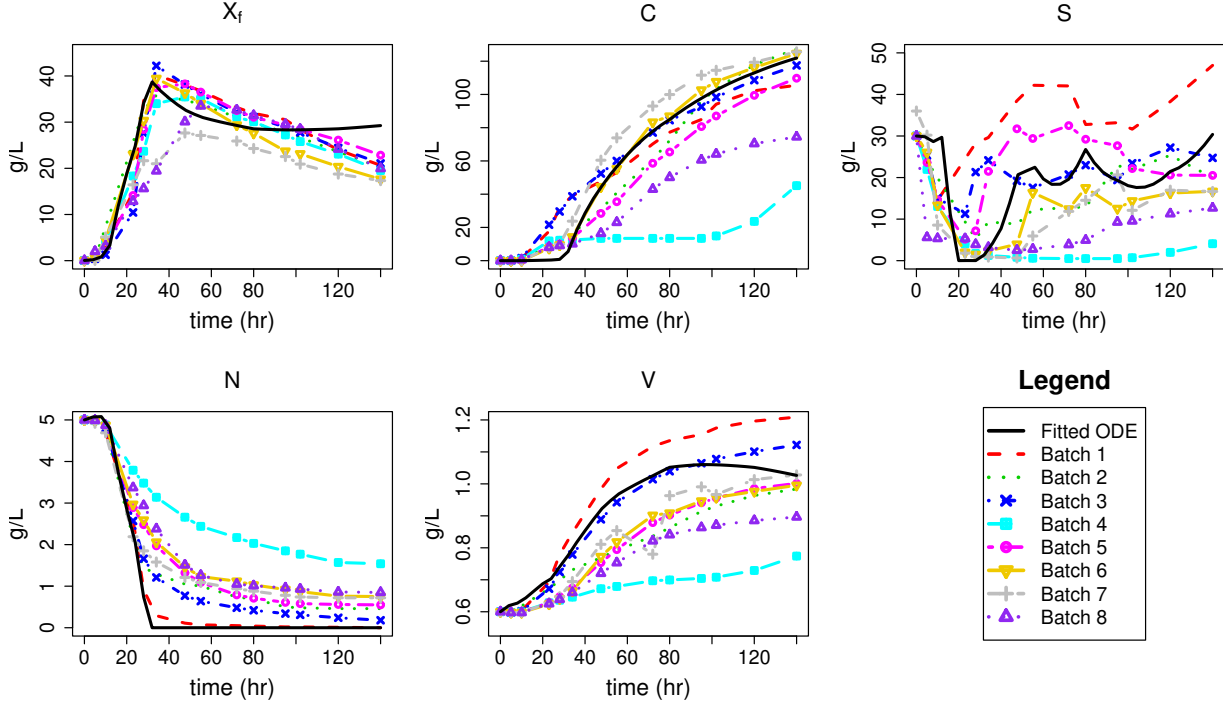 X_f
C
S
g/L
0 10 20 30 40
0 20 40 60 80 120
time (hr)
g/L
0 20 60 100
0 20 40 60 80 120
time (hr)
g/L
0 10 20 30 40 50
0 20 40 60 80 120
time (hr)
N
V
Legend
g/L
0 1 2 3 4 5
0 20 40 60 80 120
time (hr)
g/L
0.6 0.8 1.0 1.2
0 20 40 60 80 120
time (hr)
Fitted ODE
Batch 1
Batch 2
Batch 3
Batch 4
Batch 5
Batch 6
Batch 7
Batch 8